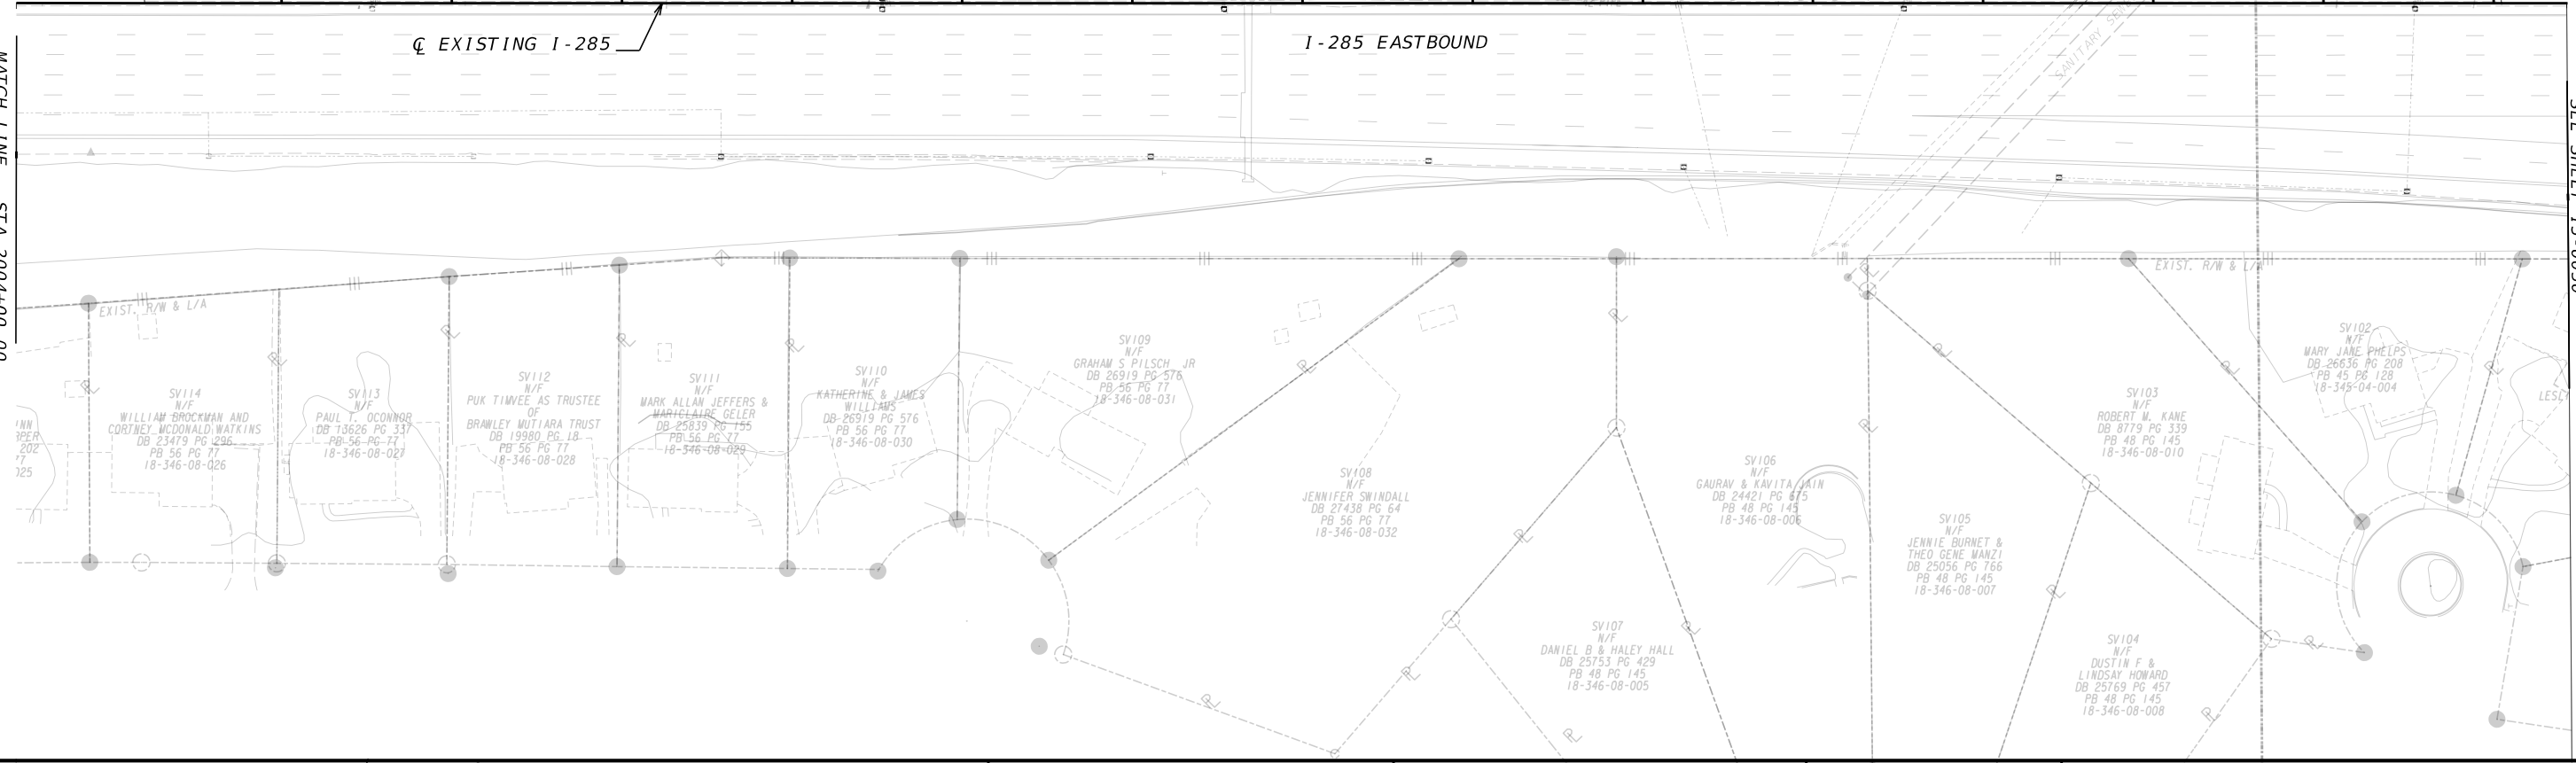 ℄ EXISTING I-285
I-285 EASTBOUND
SANITARY
MATCH LINE STA
EXIST. R/W & L/A
EXIST. R/W & L/A
SV114
N/F
WILLIAM BROCKMAN AND
CORTNEY MCDONALD WATKINS
DB 23479 PG 296
PB 56 PG 77
18-346-08-026
SV113
N/F
PAUL T. OCONNOR
DB 13626 PG 337
PB 56 PG 77
18-346-08-027
SV112
N/F
PUK TIMVEE AS TRUSTEE
OF
BRAWLEY MUTIARA TRUST
DB 19980 PG 18
PB 56 PG 77
18-346-08-028
SV111
N/F
MARK ALLAN JEFFERS &
MARICLAIRE GELER
DB 25839 PG 155
PB 56 PG 77
18-346-08-029
SV110
N/F
KATHERINE & JAMES
WILLIAMS
DB 26919 PG 576
PB 56 PG 77
18-346-08-030
SV109
N/F
GRAHAM S PILSCH JR
DB 26919 PG 576
PB 56 PG 77
18-346-08-031
SV108
N/F
JENNIFER SWINDALL
DB 27438 PG 64
PB 56 PG 77
18-346-08-032
SV107
N/F
DANIEL B & HALEY HALL
DB 25753 PG 429
PB 48 PG 145
18-346-08-005
SV106
N/F
GAURAV & KAVITA JAIN
DB 24421 PG 675
PB 48 PG 145
18-346-08-006
SV105
N/F
JENNIE BURNET &
THEO GENE MANZI
DB 25056 PG 766
PB 48 PG 145
18-346-08-007
SV104
N/F
DUSTIN F &
LINDSAY HOWARD
DB 25769 PG 457
PB 48 PG 145
18-346-08-008
SV103
N/F
ROBERT M. KANE
DB 8779 PG 339
PB 48 PG 145
18-346-08-010
SV102
N/F
MARY JANE PHELPS
DB 26636 PG 208
PB 45 PG 128
18-345-04-004